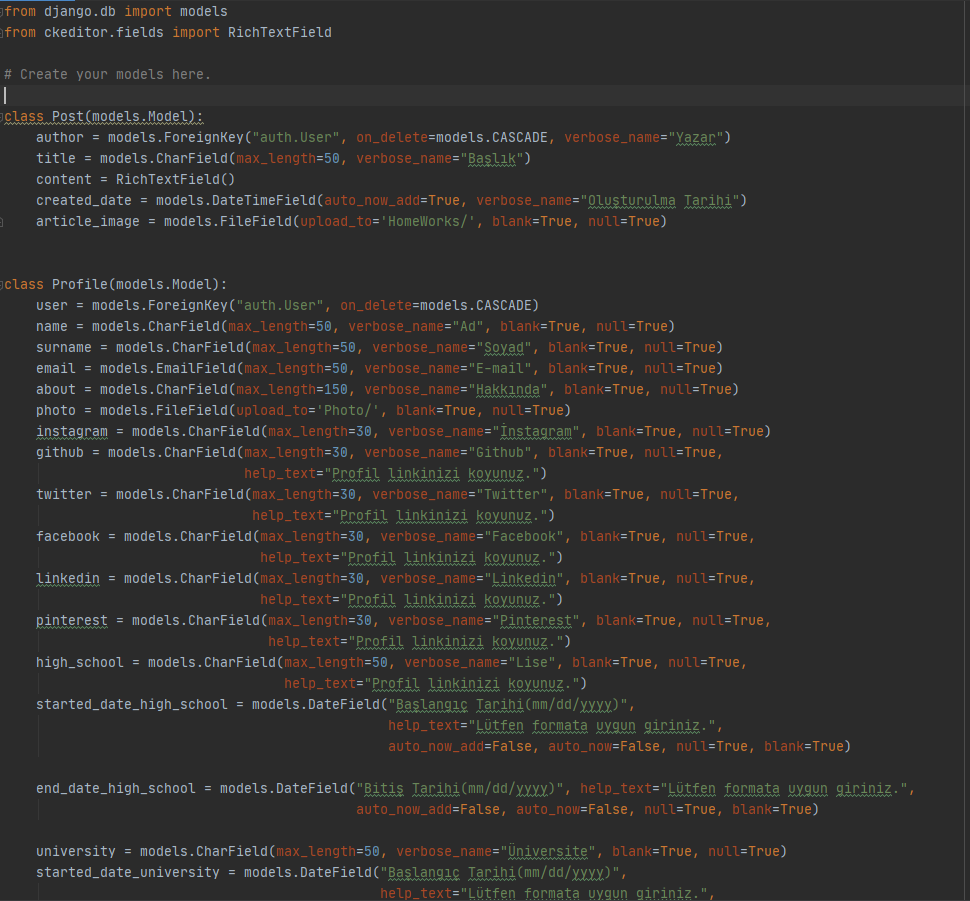 from django.db import models
from ckeditor.fields import RichTextField
# Create your models here.
class Post(models.Model):
    author = models.ForeignKey("auth.User", on_delete=models.CASCADE, verbose_name="Yazar")
    title = models.CharField(max_length=50, verbose_name="Başlık")
    content = RichTextField()
    created_date = models.DateTimeField(auto_now_add=True, verbose_name="Oluşturulma Tarihi")
    article_image = models.FileField(upload_to='HomeWorks/', blank=True, null=True)
class Profile(models.Model):
    user = models.ForeignKey("auth.User", on_delete=models.CASCADE)
    name = models.CharField(max_length=50, verbose_name="Ad", blank=True, null=True)
    surname = models.CharField(max_length=50, verbose_name="Soyad", blank=True, null=True)
    email = models.EmailField(max_length=50, verbose_name="E-mail", blank=True, null=True)
    about = models.CharField(max_length=150, verbose_name="Hakkında", blank=True, null=True)
    photo = models.FileField(upload_to='Photo/', blank=True, null=True)
    instagram = models.CharField(max_length=30, verbose_name="İnstagram", blank=True, null=True)
    github = models.CharField(max_length=30, verbose_name="Github", blank=True, null=True,
                              help_text="Profil linkinizi koyunuz.")
    twitter = models.CharField(max_length=30, verbose_name="Twitter", blank=True, null=True,
                               help_text="Profil linkinizi koyunuz.")
    facebook = models.CharField(max_length=30, verbose_name="Facebook", blank=True, null=True,
                                help_text="Profil linkinizi koyunuz.")
    linkedin = models.CharField(max_length=30, verbose_name="Linkedin", blank=True, null=True,
                                help_text="Profil linkinizi koyunuz.")
    pinterest = models.CharField(max_length=30, verbose_name="Pinterest", blank=True, null=True,
                                 help_text="Profil linkinizi koyunuz.")
    high_school = models.CharField(max_length=50, verbose_name="Lise", blank=True, null=True,
                                   help_text="Profil linkinizi koyunuz.")
    started_date_high_school = models.DateField("Başlangıç Tarihi(mm/dd/yyyy)",
                                                help_text="Lütfen formata uygun giriniz.",
                                                auto_now_add=False, auto_now=False, null=True, blank=True)
    end_date_high_school = models.DateField("Bitiş Tarihi(mm/dd/yyyy)", help_text="Lütfen formata uygun giriniz.",
                                            auto_now_add=False, auto_now=False, null=True, blank=True)
    university = models.CharField(max_length=50, verbose_name="Üniversite", blank=True, null=True)
    started_date_university = models.DateField("Başlangıç Tarihi(mm/dd/yyyy)",
                                               help_text="Lütfen formata uygun giriniz.",